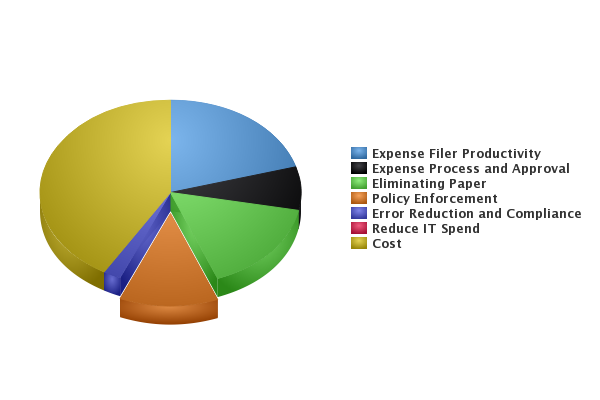 Expense Filer Productivity
Expense Process and Approval
Eliminating Paper
Policy Enforcement
Error Reduction and Compliance
Reduce IT Spend
Cost